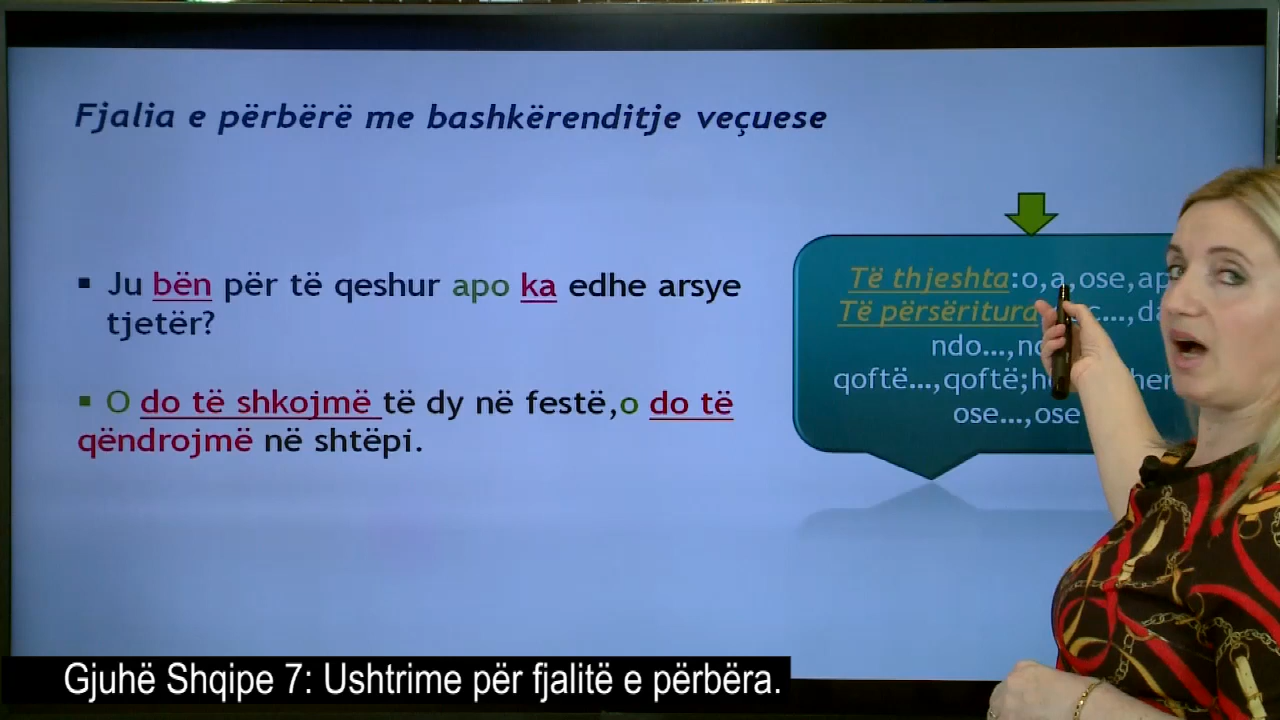 Fjalia e përbërë me bashkërenditje veçuese
▪ Ju bën për të qeshur apo ka edhe arsye
tjetër?
▪ O do të shkojmë të dy në festë,o do të
qëndrojmë në shtëpi.
Të thjeshta:o,a,ose,
Të përsëritura
ndo...,
qoftë...,qoftë;
ose...,ose
Gjuhë Shqipe 7: Ushtrime për fjalitë e përbëra.